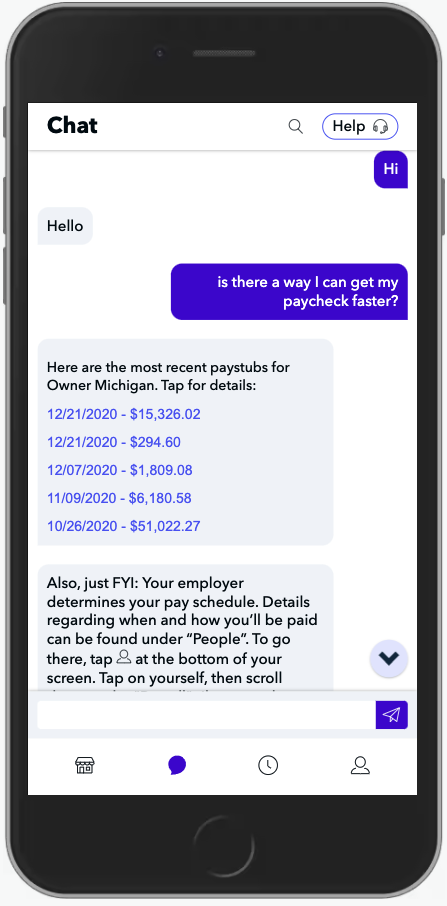 Chat
Help
Hi
Hello
is there a way I can get my
paycheck faster?
Here are the most recent paystubs for
Owner Michigan. Tap for details:
12/21/2020 - $15,326.02
12/21/2020 - $294.60
12/07/2020 - $1,809.08
11/09/2020 - $6,180.58
10/26/2020 - $51,022.27
Also, just FYI: Your employer
determines your pay schedule. Details
regarding when and how you’ll be paid
can be found under “People”. To go
there, tap at the bottom of your
screen. Tap on yourself, then scroll